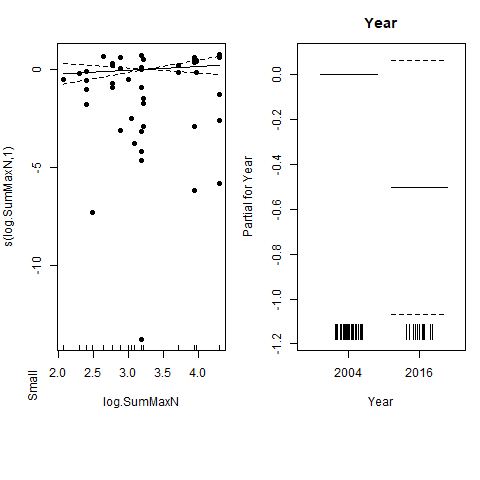 Year
s(log.SumMaxN,1)
0
-5
-10
2.0 2.5 3.0 3.5 4.0
log.SumMaxN
Small
Partial for Year
0.0
-0.2
-0.4
-0.6
-0.8
-1.0
-1.2
2004 2016
Year